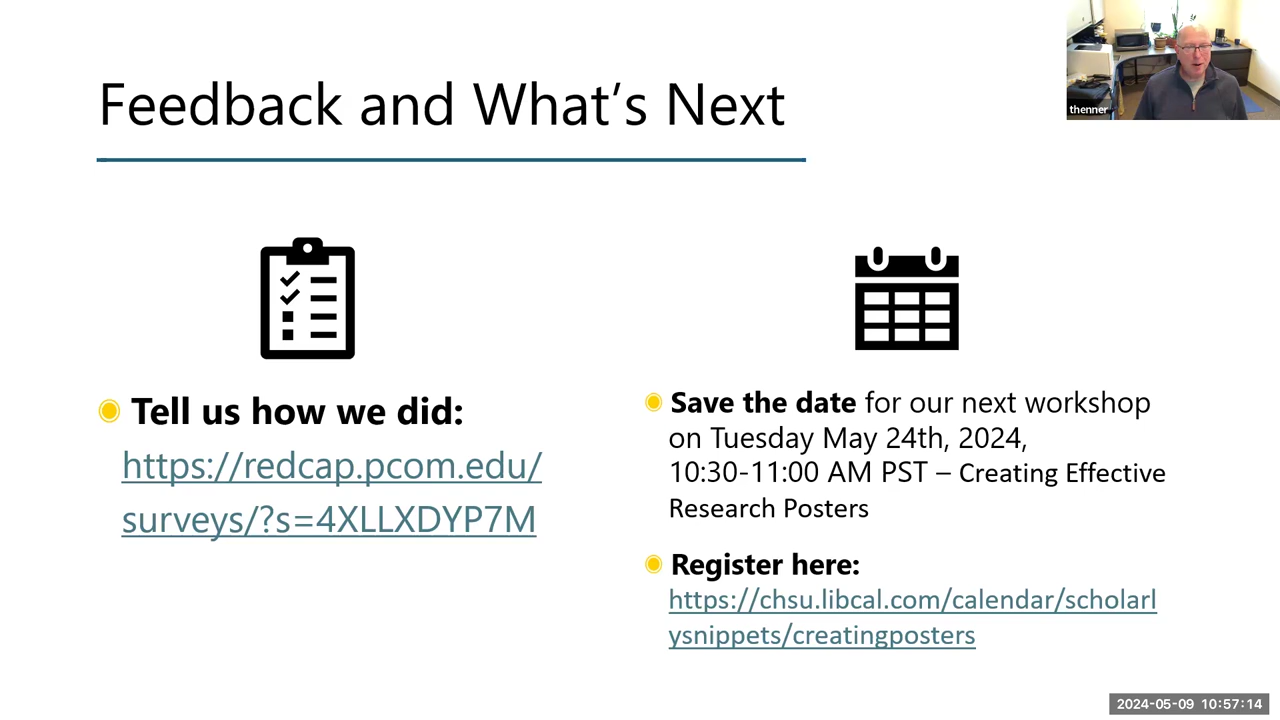 Feedback and What's Next
thenner
Tell us how we did:
https://redcap.pcom.edu/
surveys/?s=4XLLXDYP7M
Save the date for our next workshop
on Tuesday May 24th, 2024,
10:30-11:00 AM PST – Creating Effective
Research Posters
Register here:
https://chsu.libcal.com/calendar/scholarl
ysnippets/creatingposters
2024-05-09 10:57:14